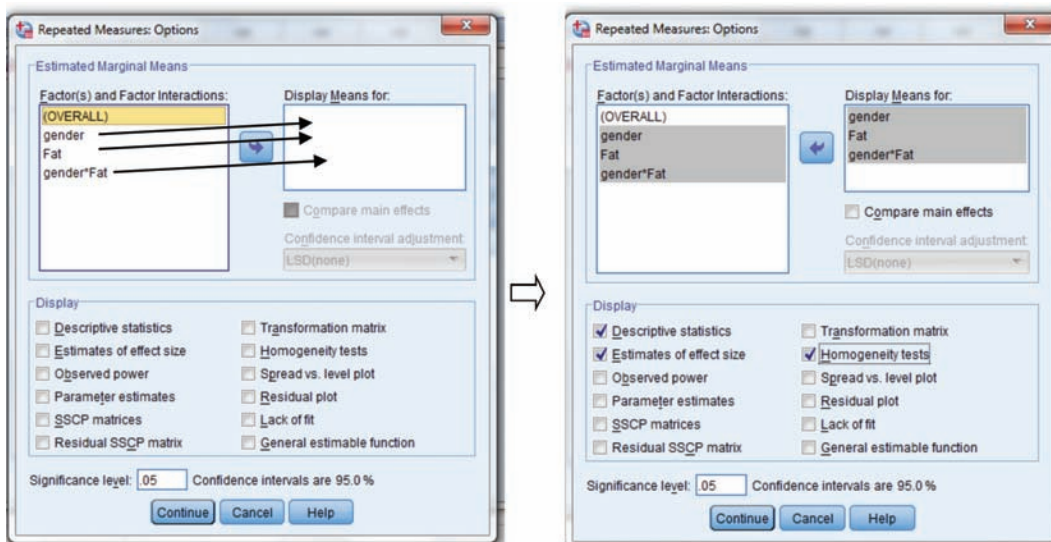 Repeated Measures: Options
Estimated Marginal Means
Factor(s) and Factor Interactions:
(OVERALL)
gender
Fat
gender*Fat
Display Means for:
Compare main effects
Confidence interval adjustment:
LSD(none)
Display
Descriptive statistics
Transformation matrix
Estimates of effect size
Homogeneity tests
Observed power
Spread vs. level plot
Parameter estimates
Residual plot
SSCP matrices
Lack of fit
Residual SSCP matrix
General estimable function
Significance level: .05 Confidence intervals are 95.0 %
Continue Cancel Help
Repeated Measures: Options
Estimated Marginal Means
Factor(s) and Factor Interactions:
(OVERALL)
gender
Fat
gender*Fat
Display Means for:
gender
Fat
gender*Fat
Compare main effects
Confidence interval adjustment:
LSD(none)
Display
Descriptive statistics
Transformation matrix
Estimates of effect size
Homogeneity tests
Observed power
Spread vs. level plot
Parameter estimates
Residual plot
SSCP matrices
Lack of fit
Residual SSCP matrix
General estimable function
Significance level: .05 Confidence intervals are 95.0 %
Continue Cancel Help